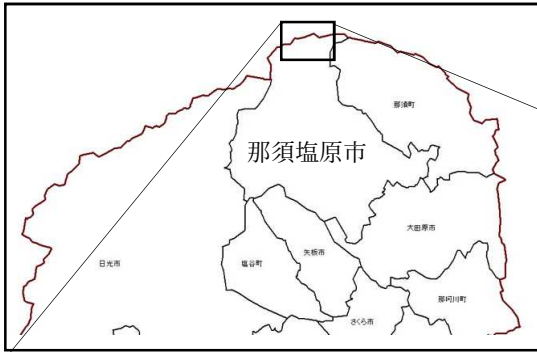 那須町
那須塩原市
大田原市
日光市
塩谷町
矢板市
那珂川町
さくら市